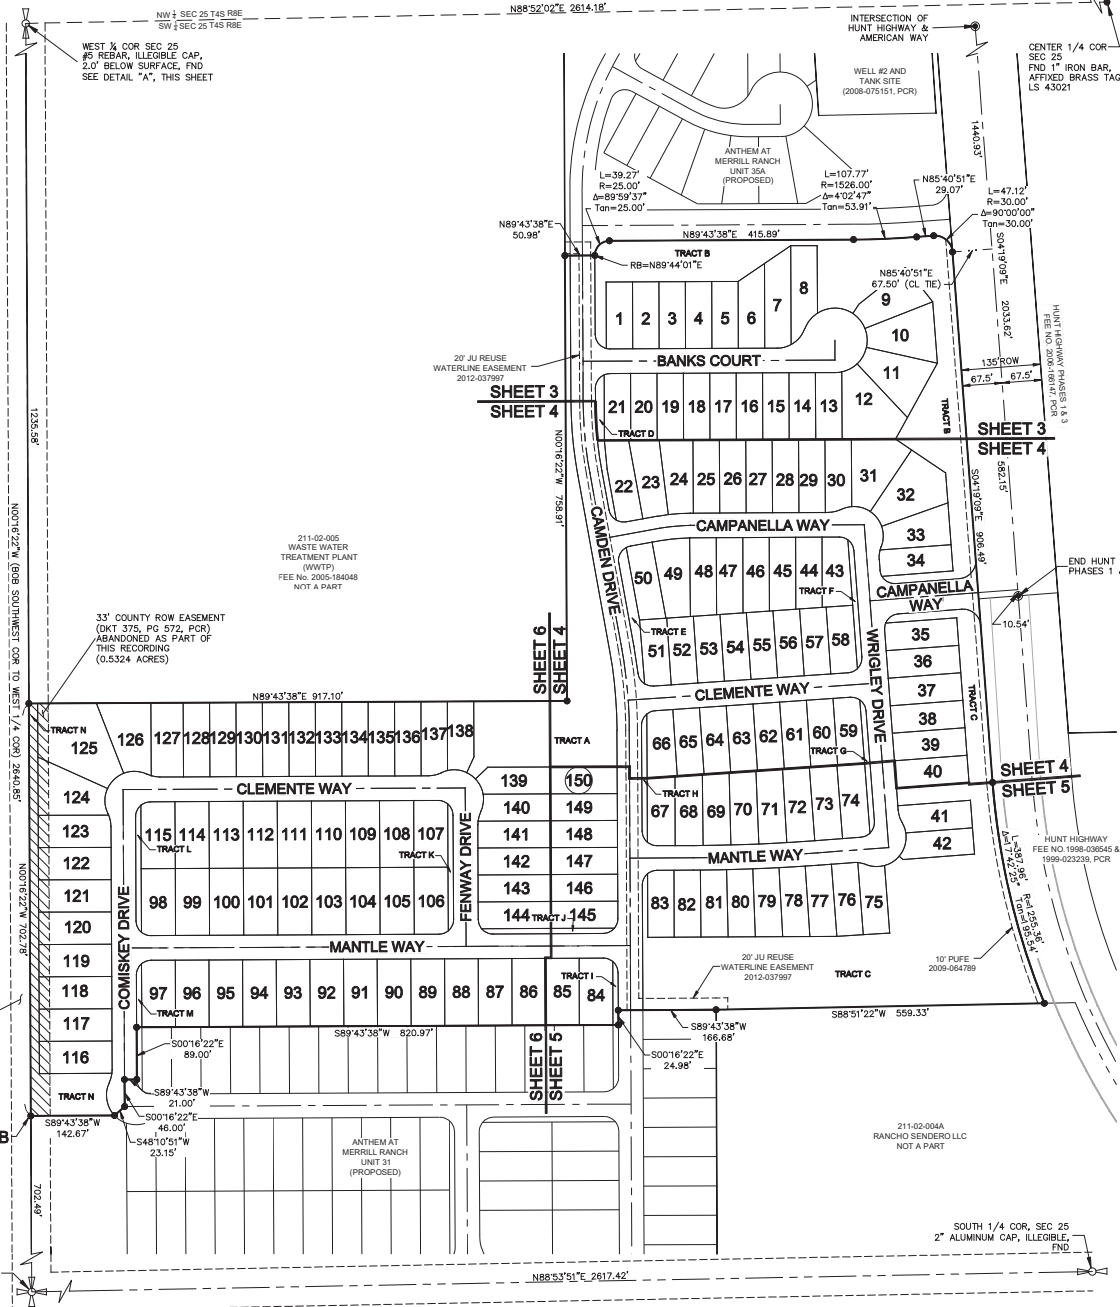 NW ¼ SEC 25 T4S R8E
SW ¼ SEC 25 T4S R8E
N88°52'02"E 2614.18'
WEST ¼ COR SEC 25
#5 REBAR, ILLEGIBLE CAP,
2.0' BELOW SURFACE, FND
SEE DETAIL "A", THIS SHEET
INTERSECTION OF
HUNT HIGHWAY &
AMERICAN WAY
CENTER 1/4 COR
SEC 25
FND 1" IRON BAR,
AFFIXED BRASS TAG
LS 43021
WELL #2 AND
TANK SITE
(2008-075151, PCR)
1440.93'
ANTHEM AT
MERRILL RANCH
UNIT 35A
(PROPOSED)
L=39.27'
R=25.00'
Δ=89°59'37"
Tan=25.00'
L=107.77'
R=1526.00'
Δ=4°02'47"
Tan=53.91'
N85°40'51"E
29.07'
L=47.12'
R=30.00'
Δ=90°00'00"
Tan=30.00'
N89°43'38"E
50.98'
N89°43'38"E 415.89'
TRACT B
RB=N89°44'01"E
N85°40'51"E
67.50' (CL TIE)
S04°19'09"E 2033.62'
1 2 3 4 5 6 7 8
9
10
11
12
BANKS COURT
20' JU REUSE
WATERLINE EASEMENT
2012-037997
135'ROW
67.5' 67.5'
HUNT HIGHWAY PHASES 1 & 3
FEE NO. 2006-166147, PCR
SHEET 3
SHEET 4
21 20 19 18 17 16 15 14 13
TRACT D
TRACT B
SHEET 3
SHEET 4
1235.58'
N00°16'22"W 758.91'
22 23 24 25 26 27 28 29 30 31
32
33
34
582.15'
S04°19'09"E 906.49'
CAMDEN DRIVE
CAMPANELLA WAY
211-02-005
WASTE WATER
TREATMENT PLANT
(WWTP)
FEE No. 2005-184048
NOT A PART
50 49 48 47 46 45 44 43
TRACT F
CAMPANELLA
WAY
END HUNT
PHASES 1
10.54'
N00°16'22"W (BOB SOUTHWEST COR TO WEST 1/4 COR) 2640.85'
33' COUNTY ROW EASEMENT
(DKT 375, PG 572, PCR)
ABANDONED AS PART OF
THIS RECORDING
(0.5324 ACRES)
SHEET 6
SHEET 4
TRACT E
51 52 53 54 55 56 57 58
WRIGLEY DRIVE
35
36
37
38
39
40
TRACT C
CLEMENTE WAY
N89°43'38"E 917.10'
TRACT N
125 126 127 128 129 130 131 132 133 134 135 136 137 138
TRACT A
66 65 64 63 62 61 60 59
TRACT G
SHEET 4
SHEET 5
CLEMENTE WAY
139 150
140 149
141 148
142 147
143 146
144 TRACT J 145
TRACT H
67 68 69 70 71 72 73 74
41
42
124
123
122
121
120
119
118
117
116
115 114 113 112 111 110 109 108 107
TRACT L
TRACT K
FENWAY DRIVE
98 99 100 101 102 103 104 105 106
MANTLE WAY
HUNT HIGHWAY
FEE NO.1998-036545 &
1999-023239, PCR
L=387.96' R=1255.36'
Δ=17°42'25" Tan=195.54'
83 82 81 80 79 78 77 76 75
N00°16'22"W 702.78'
COMISKEY DRIVE
MANTLE WAY
20' JU REUSE
WATERLINE EASEMENT
2012-037997
TRACT C
10' PUFE
2009-064789
97 96 95 94 93 92 91 90 89 88 87 86 85 84
TRACT I
TRACT M
S89°43'38"W 820.97'
S88°51'22"W 559.33'
S89°43'38"W
166.68'
S00°16'22"E
24.98'
S00°16'22"E
89.00'
SHEET 6
SHEET 5
S89°43'38"W
21.00'
TRACT N
S00°16'22"E
46.00'
S48°10'51"W
23.15'
S89°43'38"W
142.67'
B
ANTHEM AT
MERRILL RANCH
UNIT 31
(PROPOSED)
211-02-004A
RANCHO SENDERO LLC
NOT A PART
702.49'
SOUTH 1/4 COR, SEC 25
2" ALUMINUM CAP, ILLEGIBLE,
FND
N88°53'51"E 2617.42'